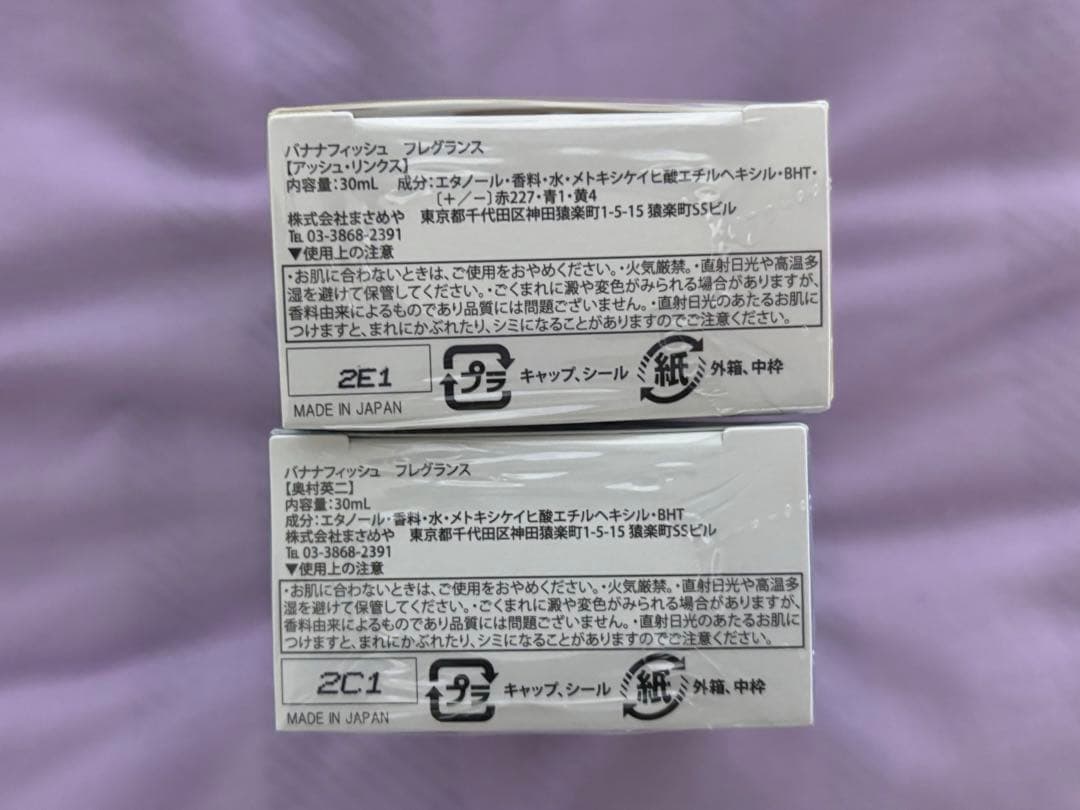 バナナフィッシュ　フレグランス
【アッシュ・リンクス】
内容量：30mL　成分：エタノール・香料・水・メトキシケイヒ酸エチルヘキシル・BHT・
〔＋／－〕赤227・青1・黄4
株式会社まさめや　東京都千代田区神田猿楽町1-5-15 猿楽町SSビル
℡ 03-3868-2391
▼使用上の注意
・お肌に合わないときは、ご使用をおやめください。・火気厳禁。・直射日光や高温多
湿を避けて保管してください。・ごくまれに澱や変色がみられる場合がありますが、
香料由来によるものであり品質には問題ございません。・直射日光のあたるお肌に
つけますと、まれにかぶれたり、シミになることがありますのでご注意ください。
2E1 プラ キャップ、シール 紙 外箱、中枠
MADE IN JAPAN
バナナフィッシュ　フレグランス
【奥村英二】
内容量：30mL
成分：エタノール・香料・水・メトキシケイヒ酸エチルヘキシル・BHT
株式会社まさめや　東京都千代田区神田猿楽町1-5-15 猿楽町SSビル
℡ 03-3868-2391
▼使用上の注意
・お肌に合わないときは、ご使用をおやめください。・火気厳禁。・直射日光や高温多
湿を避けて保管してください。・ごくまれに澱や変色がみられる場合がありますが、
香料由来によるものであり品質には問題ございません。・直射日光のあたるお肌に
つけますと、まれにかぶれたり、シミになることがありますのでご注意ください。
2C1 プラ キャップ、シール 紙 外箱、中枠
MADE IN JAPAN